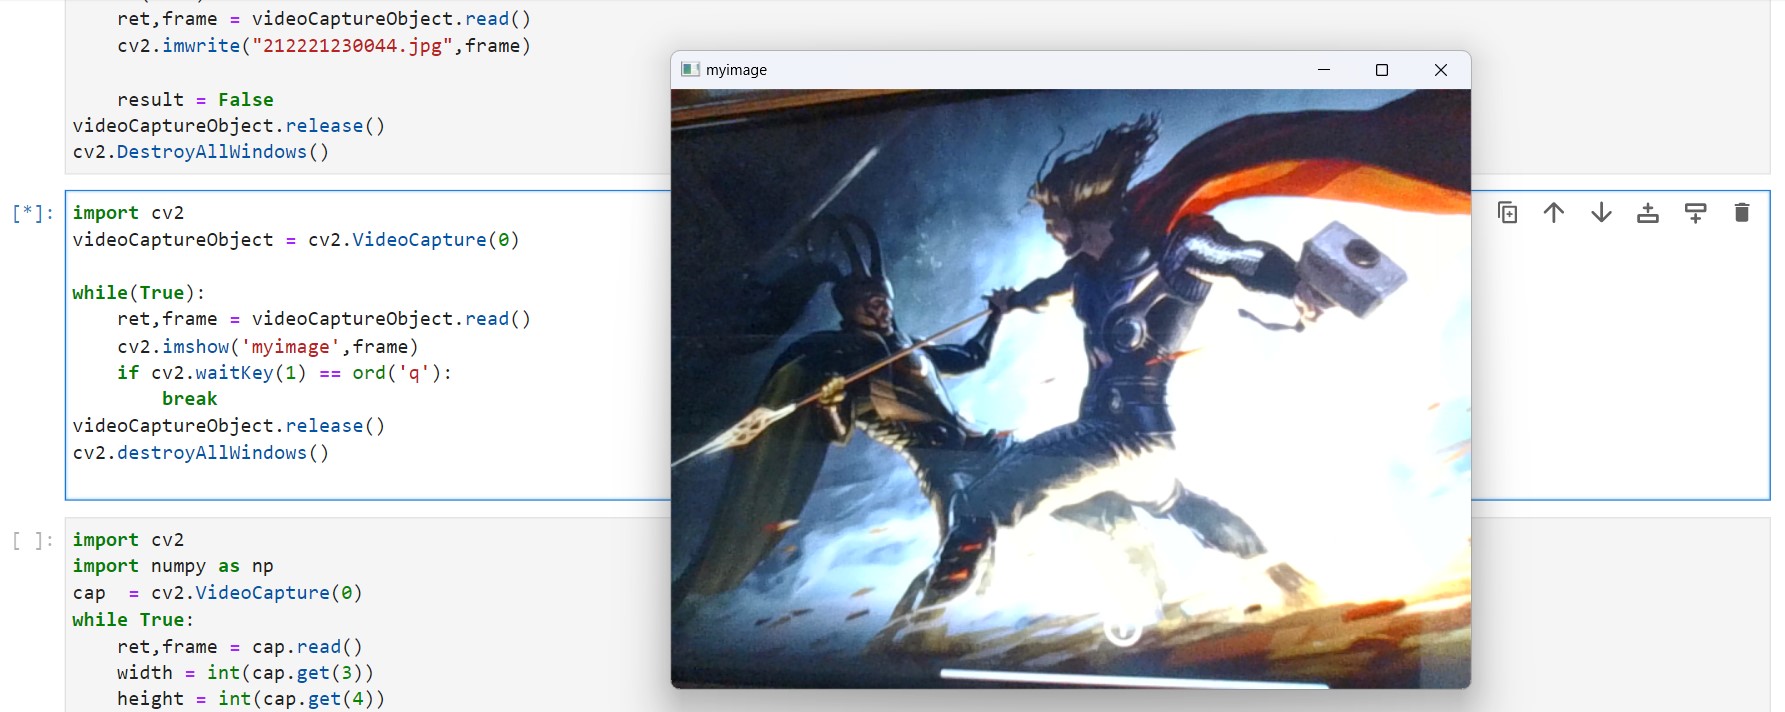 ret,frame = videoCaptureObject.read()
cv2.imwrite("212221230044.jpg",frame)
result = False
videoCaptureObject.release()
cv2.DestroyAllWindows()
[*]:
import cv2
videoCaptureObject = cv2.VideoCapture(0)
while(True):
ret,frame = videoCaptureObject.read()
cv2.imshow('myimage',frame)
if cv2.waitKey(1) == ord('q'):
break
videoCaptureObject.release()
cv2.destroyAllWindows()
[ ]:
import cv2
import numpy as np
cap  = cv2.VideoCapture(0)
while True:
ret,frame = cap.read()
width = int(cap.get(3))
height = int(cap.get(4))
myimage